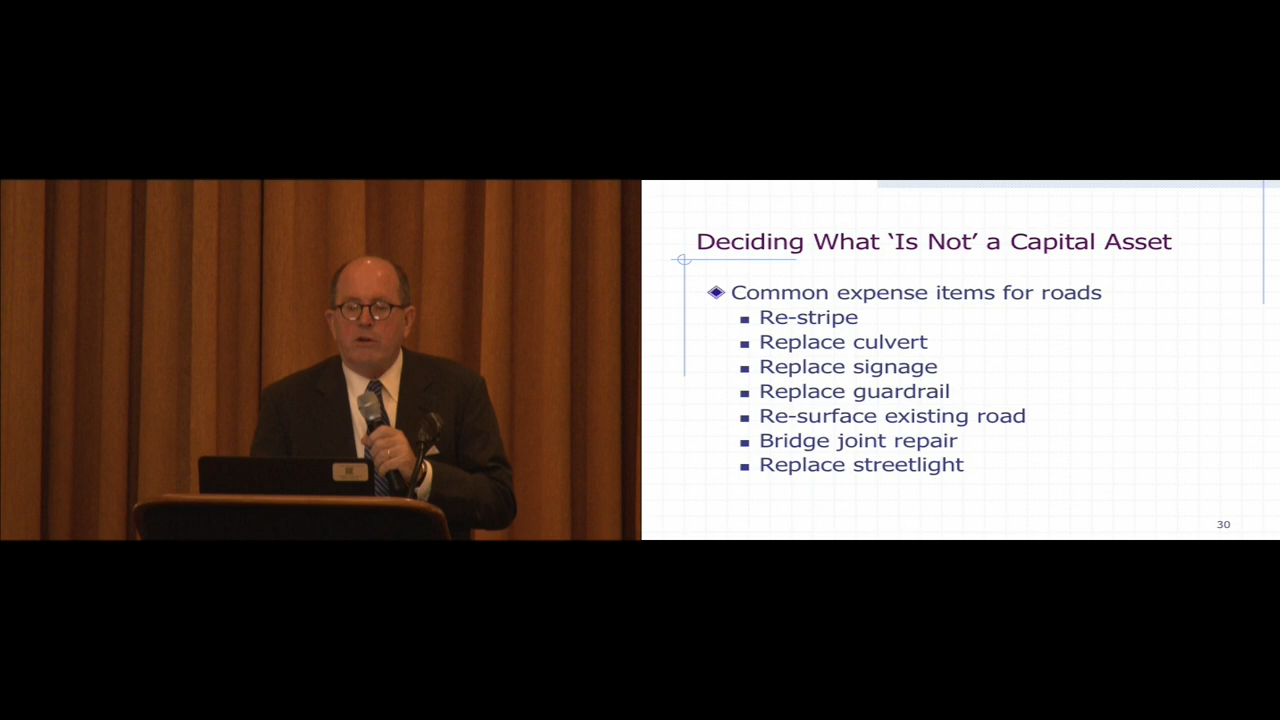 Deciding What ‘Is Not’ a Capital Asset
Common expense items for roads
Re-stripe
Replace culvert
Replace signage
Replace guardrail
Re-surface existing road
Bridge joint repair
Replace streetlight
30